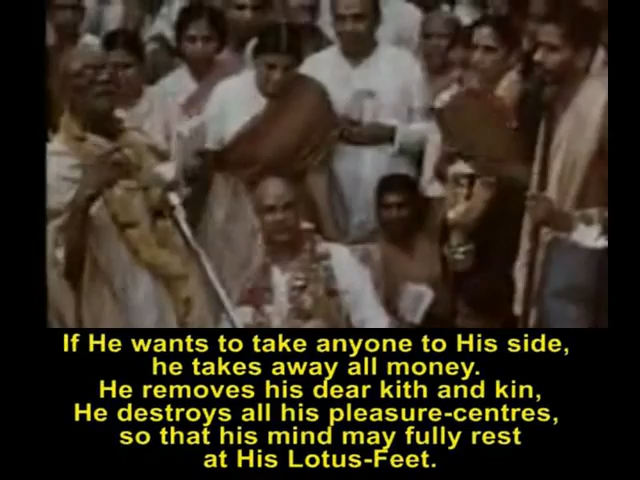 If He wants to take anyone to His side,
he takes away all money.
He removes his dear kith and kin,
He destroys all his pleasure-centres,
so that his mind may fully rest
at His Lotus-Feet.